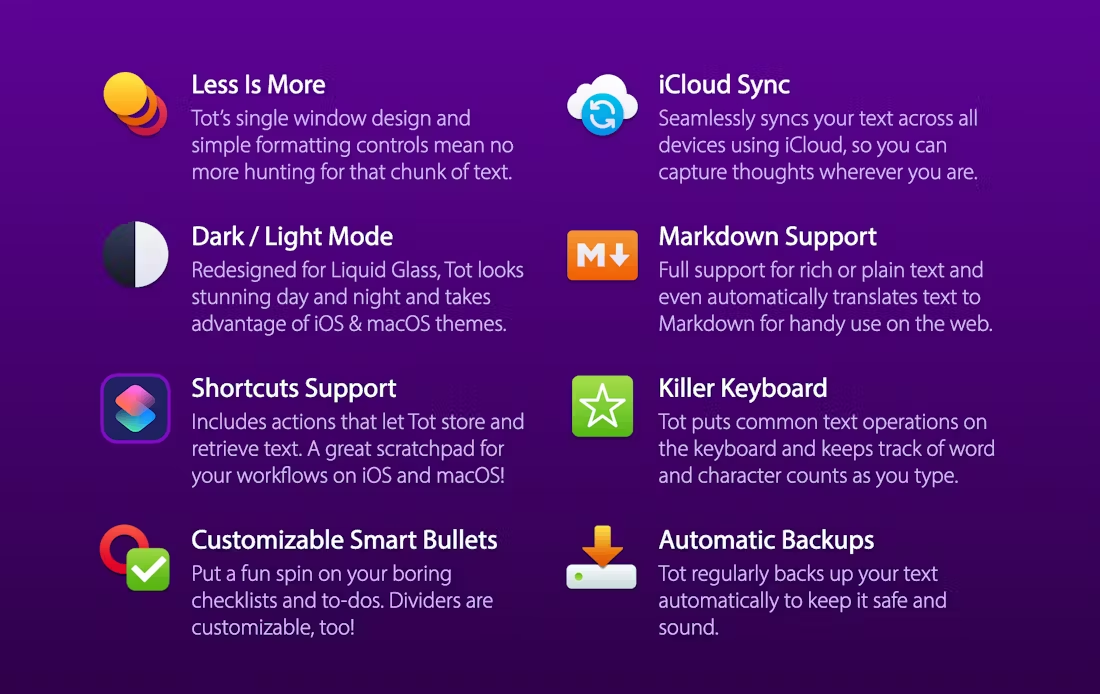 Less Is More
Tot’s single window design and
simple formatting controls mean no
more hunting for that chunk of text.
iCloud Sync
Seamlessly syncs your text across all
devices using iCloud, so you can
capture thoughts wherever you are.
Dark / Light Mode
Redesigned for Liquid Glass, Tot looks
stunning day and night and takes
advantage of iOS & macOS themes.
M
Markdown Support
Full support for rich or plain text and
even automatically translates text to
Markdown for handy use on the web.
Shortcuts Support
Includes actions that let Tot store and
retrieve text. A great scratchpad for
your workflows on iOS and macOS!
Killer Keyboard
Tot puts common text operations on
the keyboard and keeps track of word
and character counts as you type.
Customizable Smart Bullets
Put a fun spin on your boring
checklists and to-dos. Dividers are
customizable, too!
Automatic Backups
Tot regularly backs up your text
automatically to keep it safe and
sound.